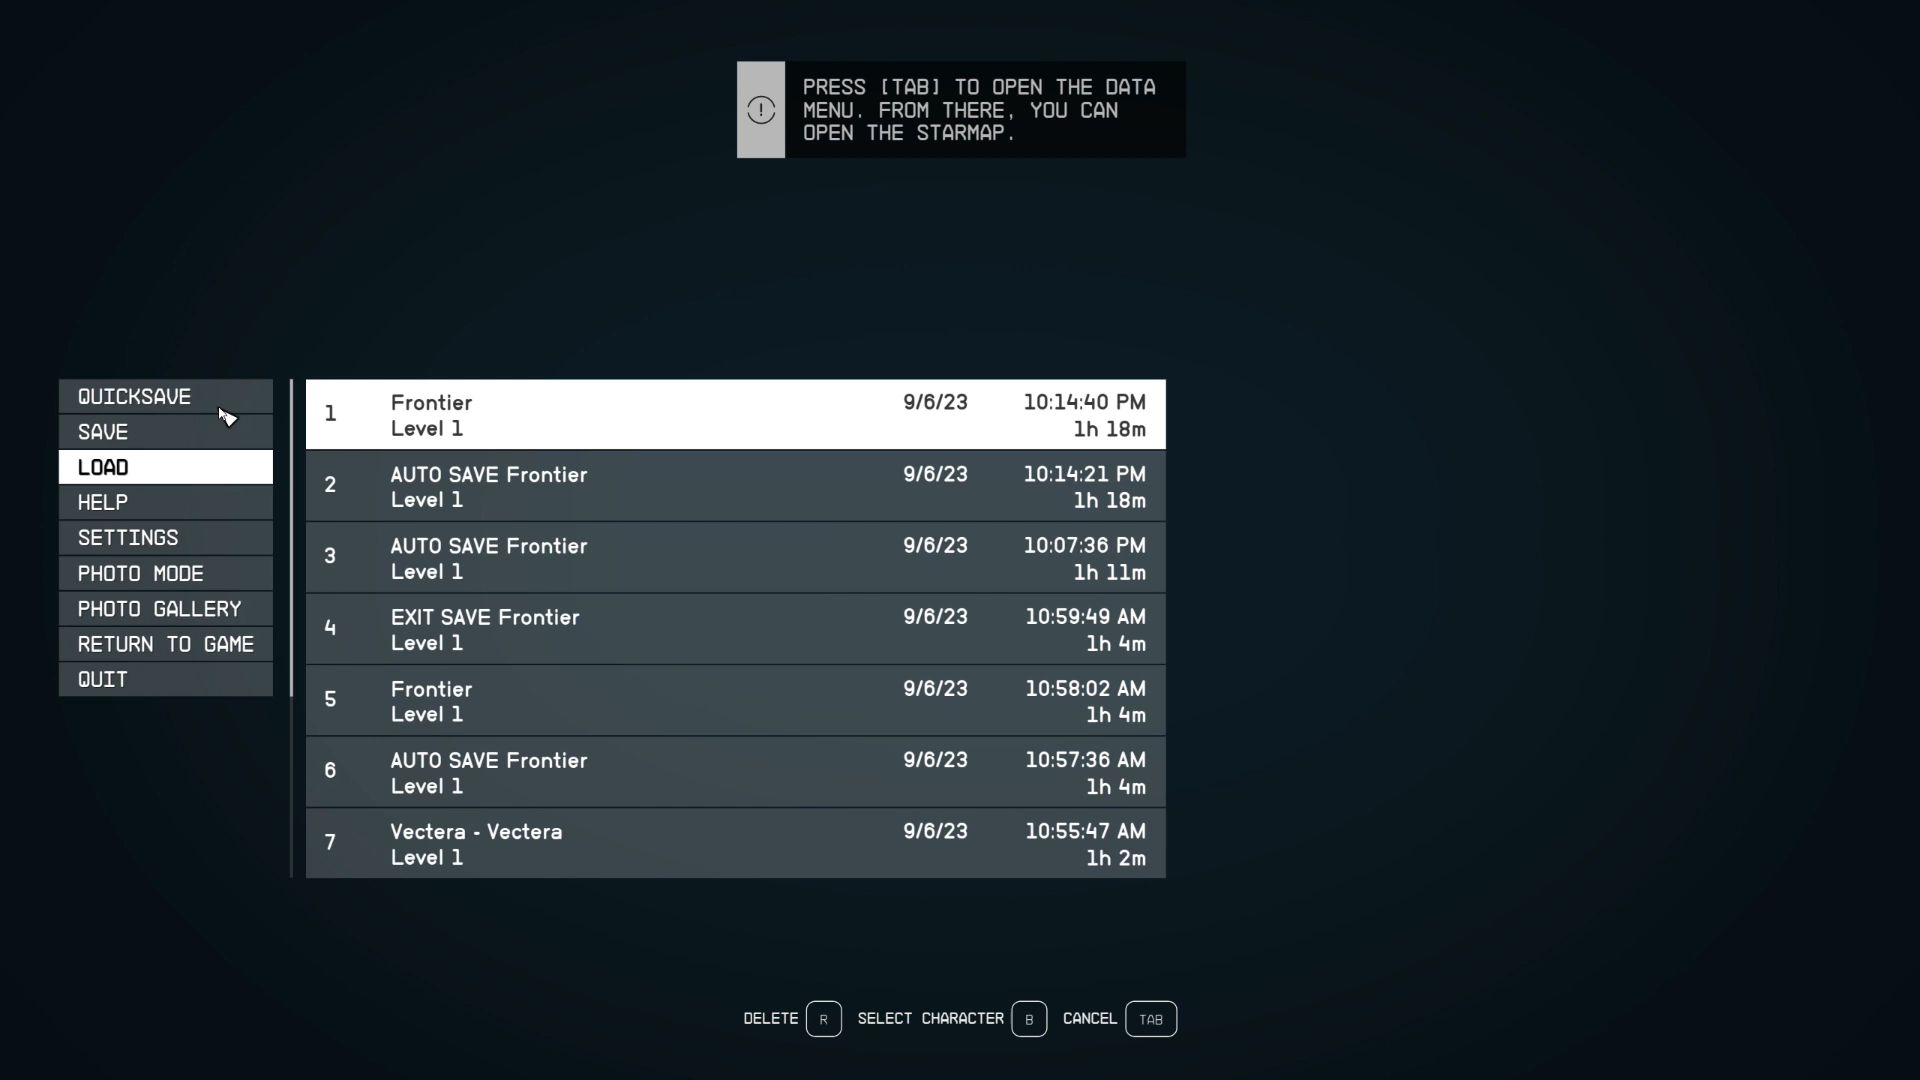 PRESS [TAB] TO OPEN THE DATA
MENU. FROM THERE, YOU CAN
OPEN THE STARMAP.
QUICKSAVE
SAVE
LOAD
HELP
SETTINGS
PHOTO MODE
PHOTO GALLERY
RETURN TO GAME
QUIT
1 Frontier 9/6/23 10:14:40 PM
Level 1 1h 18m
2 AUTO SAVE Frontier 9/6/23 10:14:21 PM
Level 1 1h 18m
3 AUTO SAVE Frontier 9/6/23 10:07:36 PM
Level 1 1h 11m
4 EXIT SAVE Frontier 9/6/23 10:59:49 AM
Level 1 1h 4m
5 Frontier 9/6/23 10:58:02 AM
Level 1 1h 4m
6 AUTO SAVE Frontier 9/6/23 10:57:36 AM
Level 1 1h 4m
7 Vectera - Vectera 9/6/23 10:55:47 AM
Level 1 1h 2m
DELETE R SELECT CHARACTER B CANCEL TAB